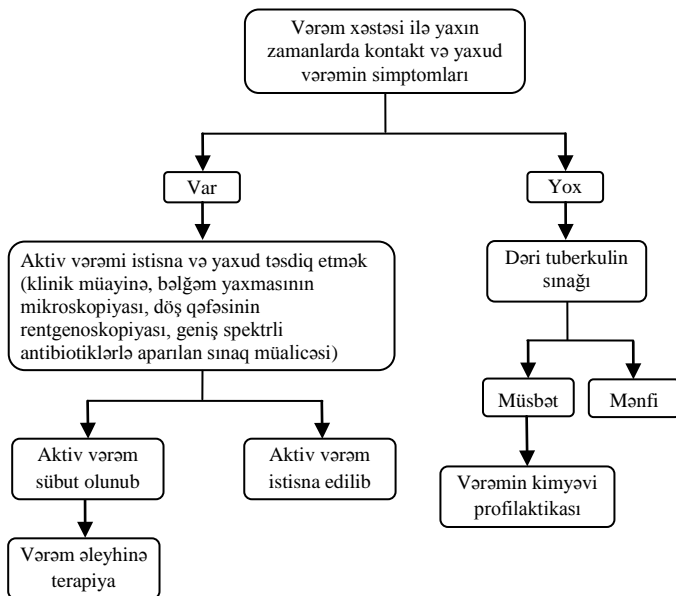 Vərəm xəstəsi ilə yaxın
zamanlarda kontakt və yaxud
vərəmin simptomları
Var
Yox
Aktiv vərəmi istisna və yaxud təsdiq etmək
(klinik müayinə, bəlğəm yaxmasının
mikroskopiyası, döş qəfəsinin
rentgenoskopiyası, geniş spektrli
antibiotiklərlə aparılan sınaq müalicəsi)
Dəri tuberkulin
sınağı
Müsbət
Mənfi
Aktiv vərəm
sübut olunub
Aktiv vərəm
istisna edilib
Vərəmin kimyəvi
profilaktikası
Vərəm əleyhinə
terapiya